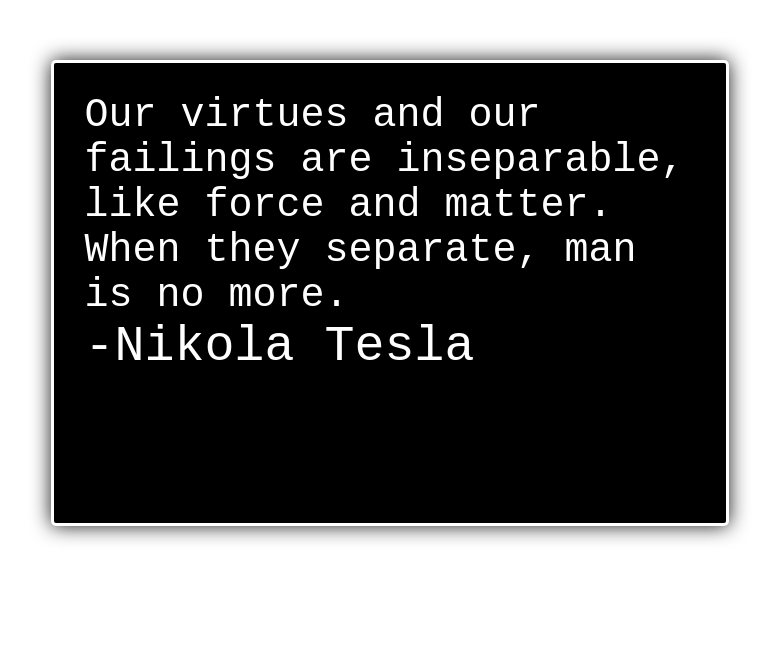 Our virtues and our
failings are inseparable,
like force and matter.
When they separate, man
is no more.
-Nikola Tesla